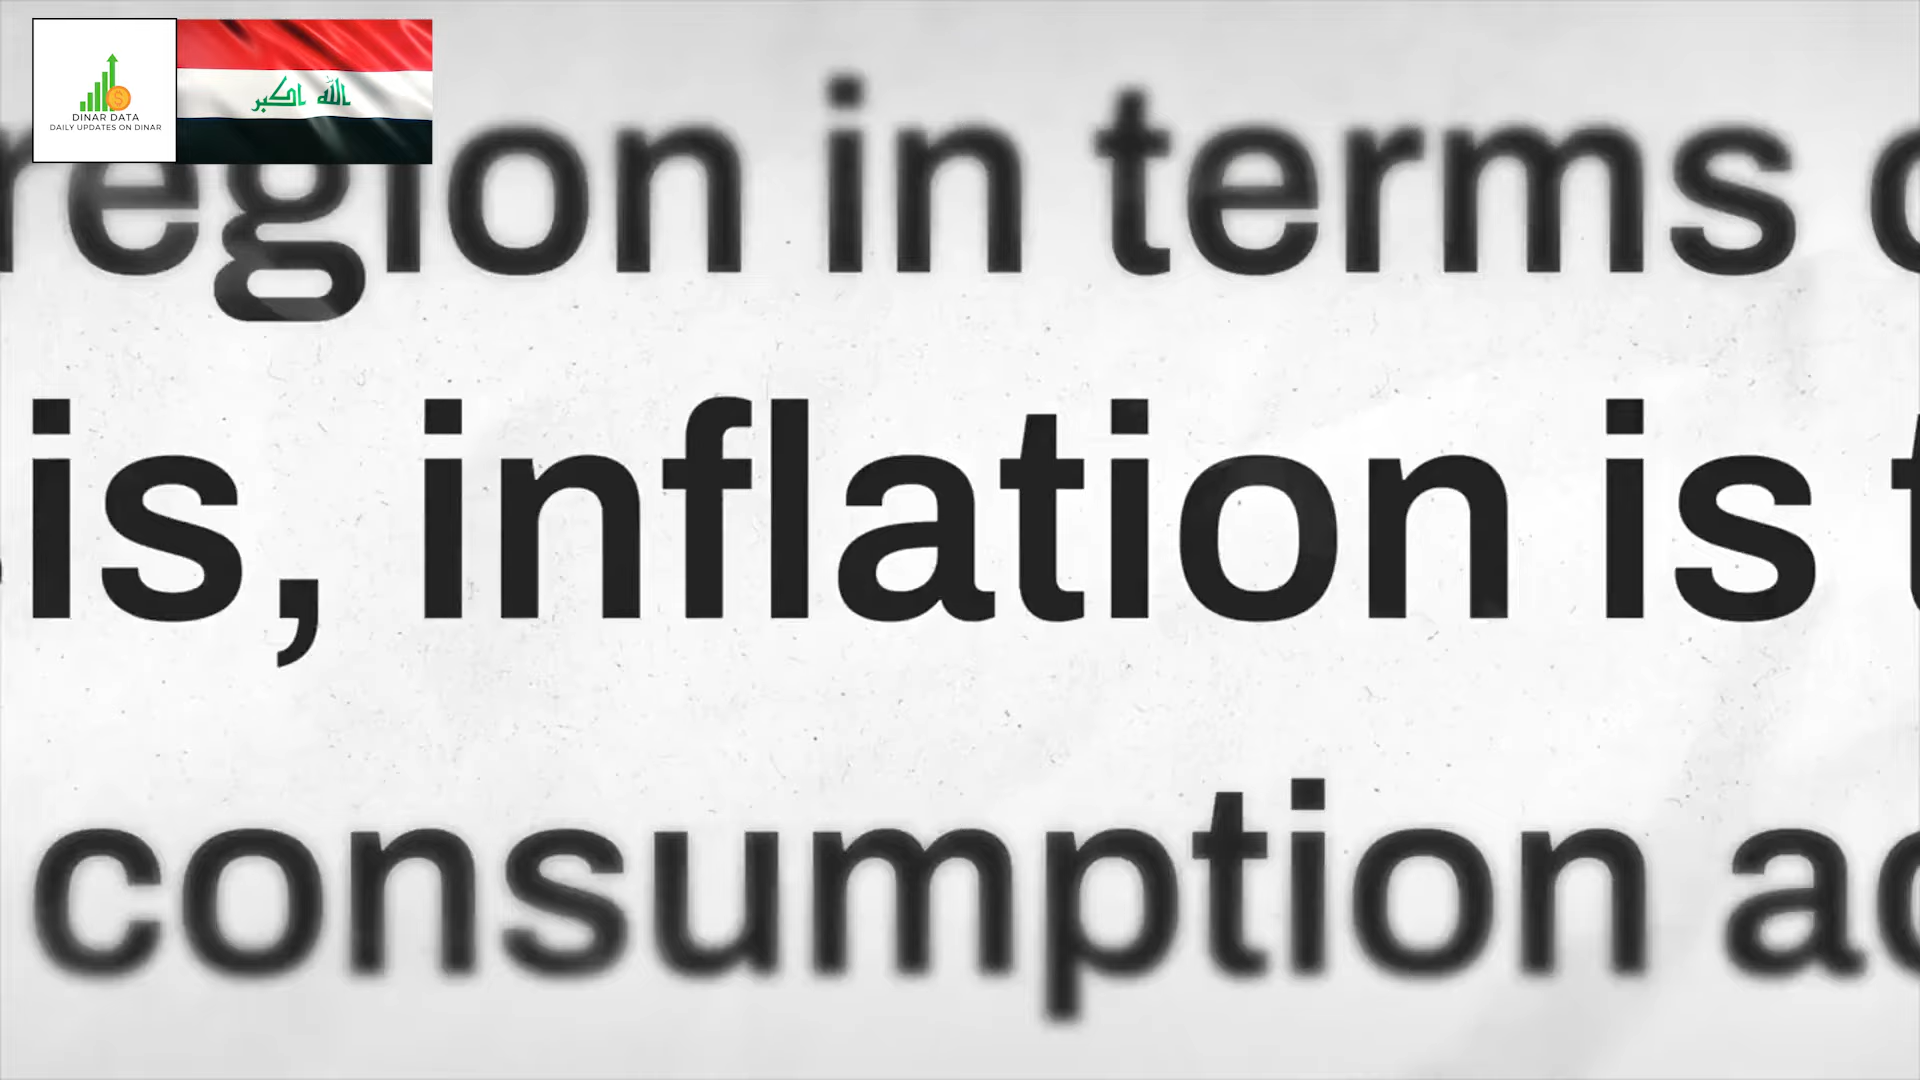 DINAR DATA
DAILY UPDATES ON DINAR
الله اكبر
region in terms
is, inflation is
consumption